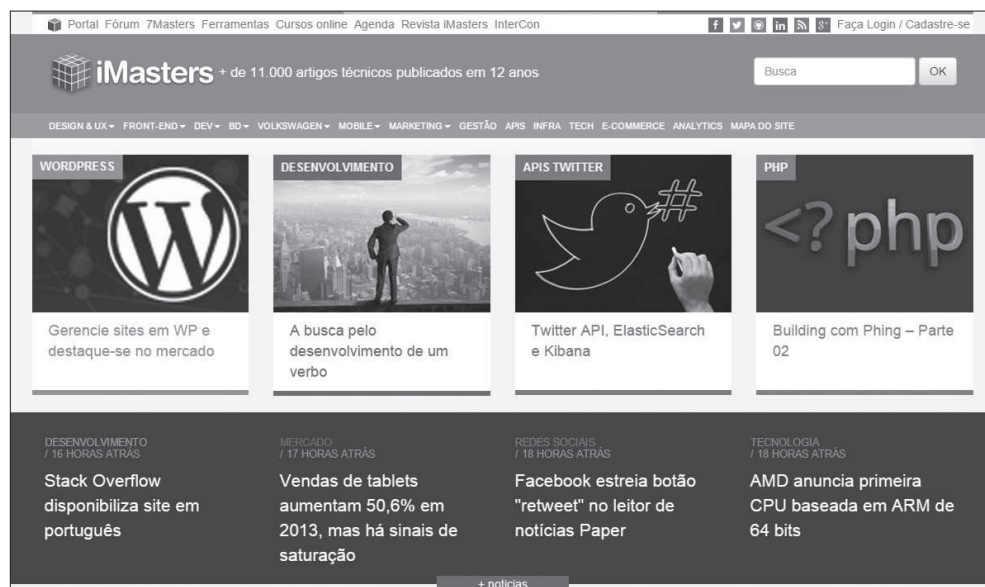 Portal Fórum 7Masters Ferramentas Cursos online Agenda Revista iMasters InterCon
Faça Login / Cadastre-se
iMasters + de 11.000 artigos técnicos publicados em 12 anos
Busca
OK
DESIGN & UX FRONT-END DEV BD VOLKSWAGEN MOBILE MARKETING GESTÃO APIS INFRA TECH E-COMMERCE ANALYTICS MAPA DO SITE
WORDPRESS
Gerencie sites em WP e
destaque-se no mercado
DESENVOLVIMENTO
A busca pelo
desenvolvimento de um
verbo
APIS TWITTER
#
Twitter API, ElasticSearch
e Kibana
PHP
<? php
Building com Phing – Parte
02
DESENVOLVIMENTO
/ 16 HORAS ATRÁS
Stack Overflow
disponibiliza site em
português
MERCADO
/ 17 HORAS ATRÁS
Vendas de tablets
aumentam 50,6% em
2013, mas há sinais de
saturação
REDES SOCIAIS
/ 18 HORAS ATRÁS
Facebook estreia botão
"retweet" no leitor de
notícias Paper
TECNOLOGIA
/ 18 HORAS ATRÁS
AMD anuncia primeira
CPU baseada em ARM de
64 bits
+ notícias